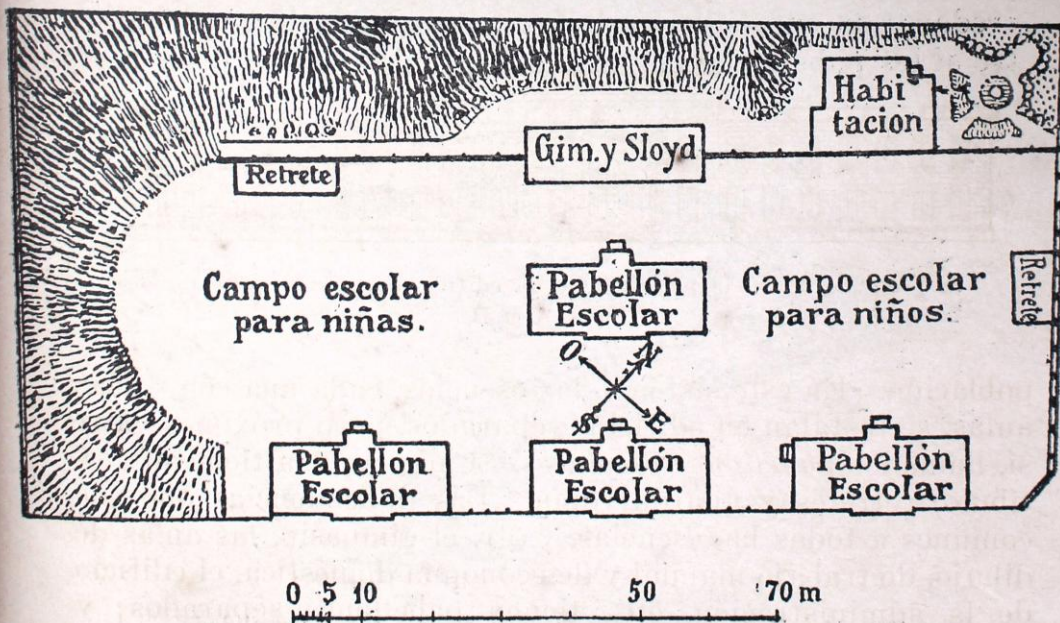 Habi
tacion
Gim. y Sloyd
Retrete
Retrete
Campo escolar
para niñas.
Pabellón
Escolar
Campo escolar
para niños.
O
N
S
E
Pabellón
Escolar
Pabellón
Escolar
Pabellón
Escolar
0 5 10 50 70 m